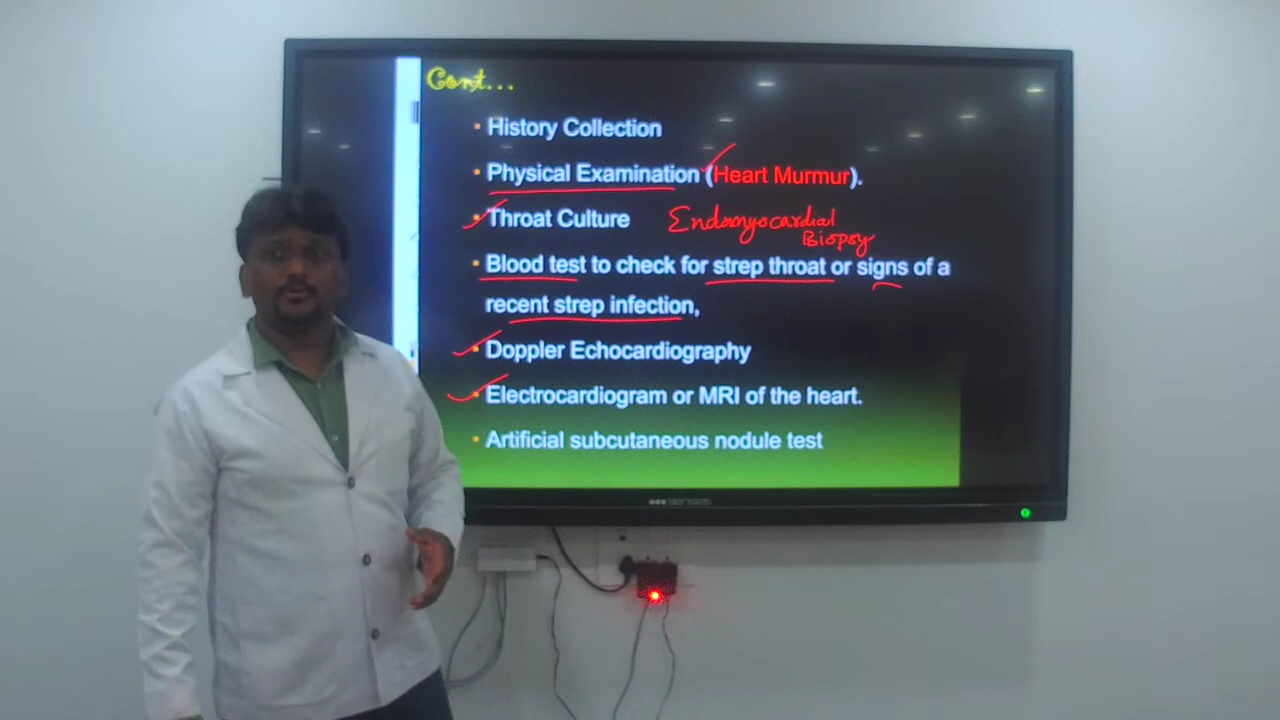 Cont...
• History Collection
• Physical Examination (Heart Murmur).
• Throat Culture Endomyocardial
Biopsy
• Blood test to check for strep throat or signs of a
recent strep infection,
• Doppler Echocardiography
• Electrocardiogram or MRI of the heart.
• Artificial subcutaneous nodule test